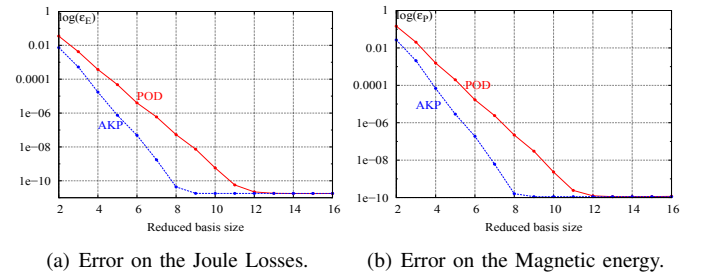 log(εE)
1
0.01
0.0001
1e-06
1e-08
1e-10
POD
AKP
2 4 6 8 10 12 14 16
Reduced basis size
(a) Error on the Joule Losses.
log(εP)
1
0.01
0.0001
1e-06
1e-08
1e-10
POD
AKP
2 4 6 8 10 12 14 16
Reduced basis size
(b) Error on the Magnetic energy.